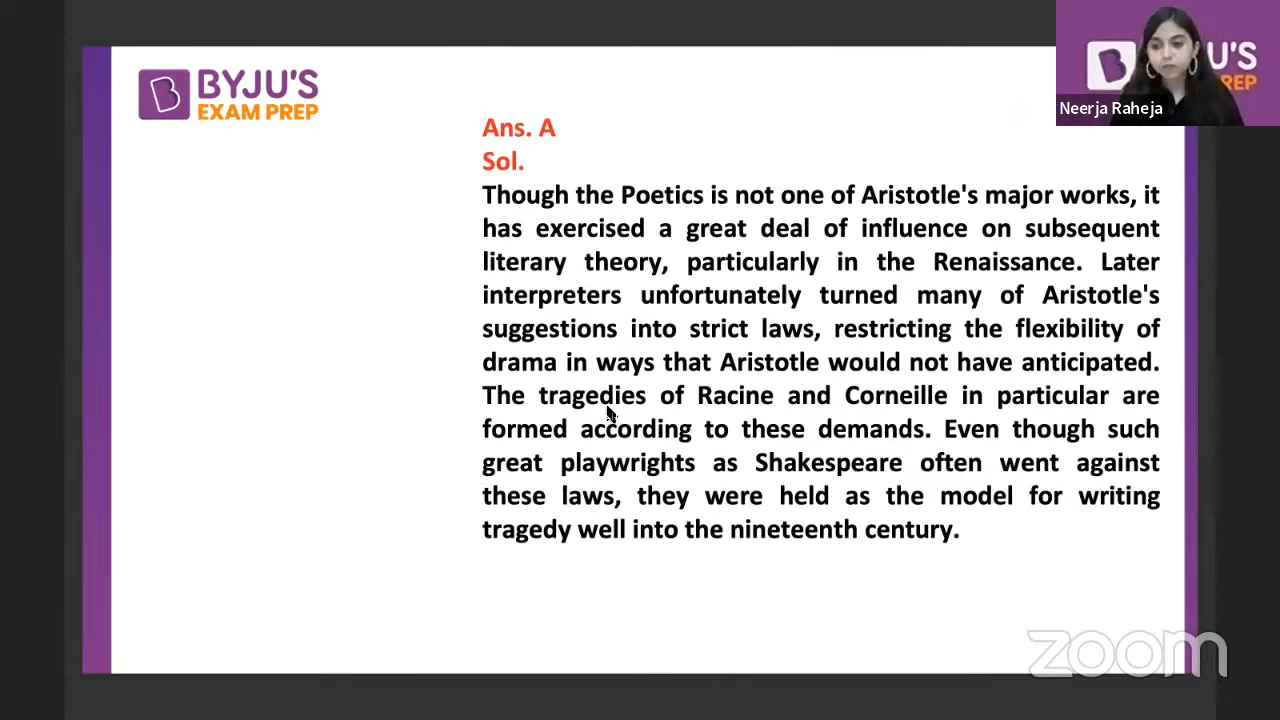 BYJU'S
EXAM PREP
Ans. A
Sol.
Though the Poetics is not one of Aristotle's major works, it
has exercised a great deal of influence on subsequent
literary theory, particularly in the Renaissance. Later
interpreters unfortunately turned many of Aristotle's
suggestions into strict laws, restricting the flexibility of
drama in ways that Aristotle would not have anticipated.
The tragedies of Racine and Corneille in particular are
formed according to these demands. Even though such
great playwrights as Shakespeare often went against
these laws, they were held as the model for writing
tragedy well into the nineteenth century.
Neerja Raheja
zoom